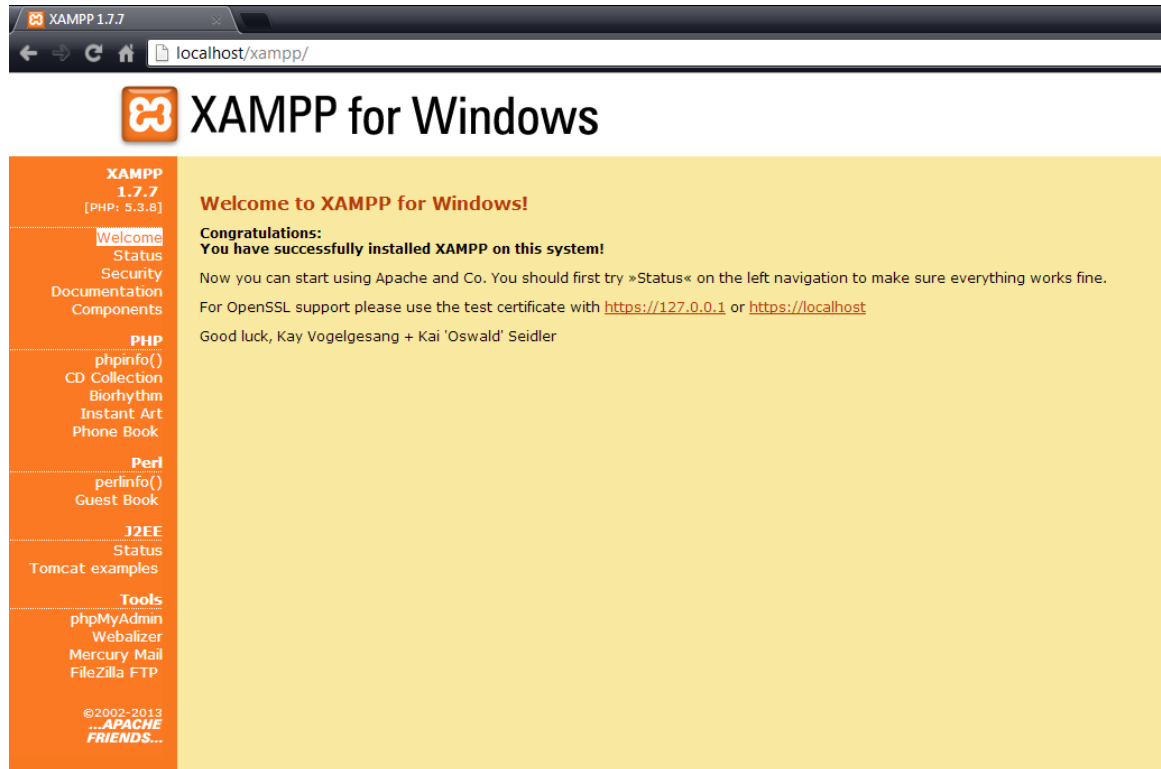 XAMPP 1.7.7
localhost/xampp/
XAMPP for Windows
XAMPP
1.7.7
[PHP: 5.3.8]
Welcome
Status
Security
Documentation
Components
PHP
phpinfo()
CD Collection
Biorhythm
Instant Art
Phone Book
Perl
perlinfo()
Guest Book
J2EE
Status
Tomcat examples
Tools
phpMyAdmin
Webalizer
Mercury Mail
FileZilla FTP
©2002-2013
...APACHE
FRIENDS...
Welcome to XAMPP for Windows!
Congratulations:
You have successfully installed XAMPP on this system!
Now you can start using Apache and Co. You should first try »Status« on the left navigation to make sure everything works fine.
For OpenSSL support please use the test certificate with https://127.0.0.1 or https://localhost
Good luck, Kay Vogelgesang + Kai 'Oswald' Seidler